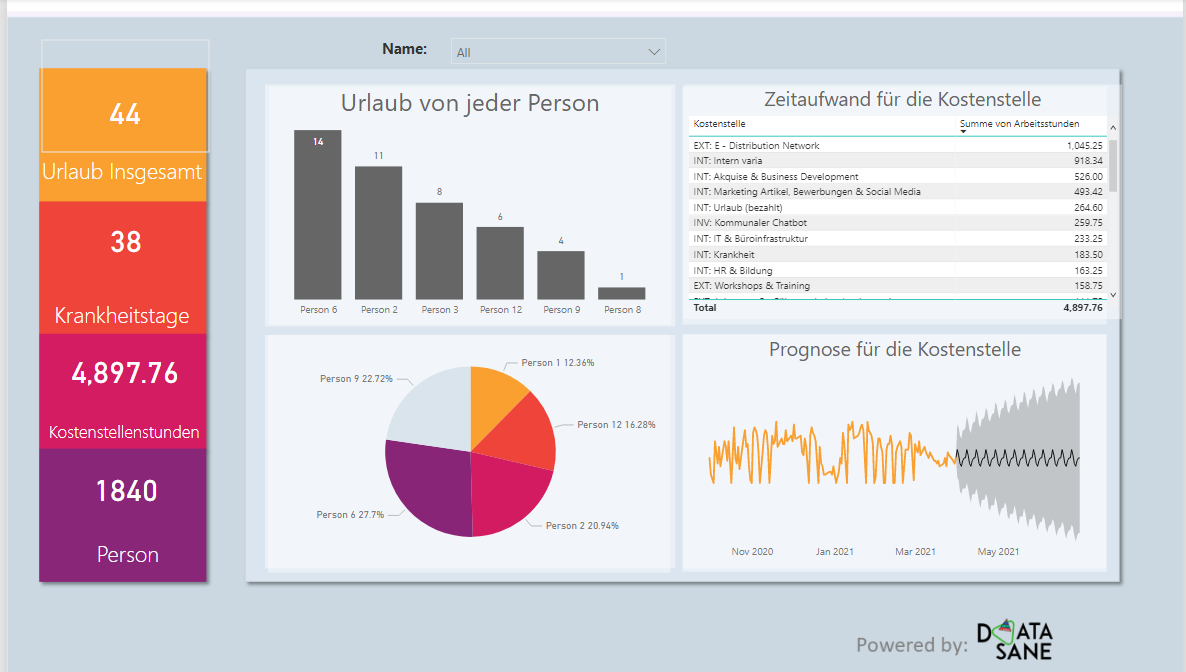 Name: All
44
Urlaub Insgesamt
38
Krankheitstage
4,897.76
Kostenstellenstunden
1840
Person
Urlaub von jeder Person
14
11
8
6
4
1
Person 6 Person 2 Person 3 Person 12 Person 9 Person 8
Zeitaufwand für die Kostenstelle
Kostenstelle Summe von Arbeitsstunden
EXT: E - Distribution Network 1,045.25
INT: Intern varia 918.34
INT: Akquise & Business Development 526.00
INT: Marketing Artikel, Bewerbungen & Social Media 493.42
INT: Urlaub (bezahlt) 264.60
INV: Kommunaler Chatbot 259.75
INT: IT & Büroinfrastruktur 233.25
INT: Krankheit 183.50
INT: HR & Bildung 163.25
EXT: Workshops & Training 158.75
Total 4,897.76
Person 1 12.36%
Person 9 22.72%
Person 12 16.28%
Person 6 27.7%
Person 2 20.94%
Prognose für die Kostenstelle
Nov 2020 Jan 2021 Mar 2021 May 2021
Powered by:
DATA
SANE